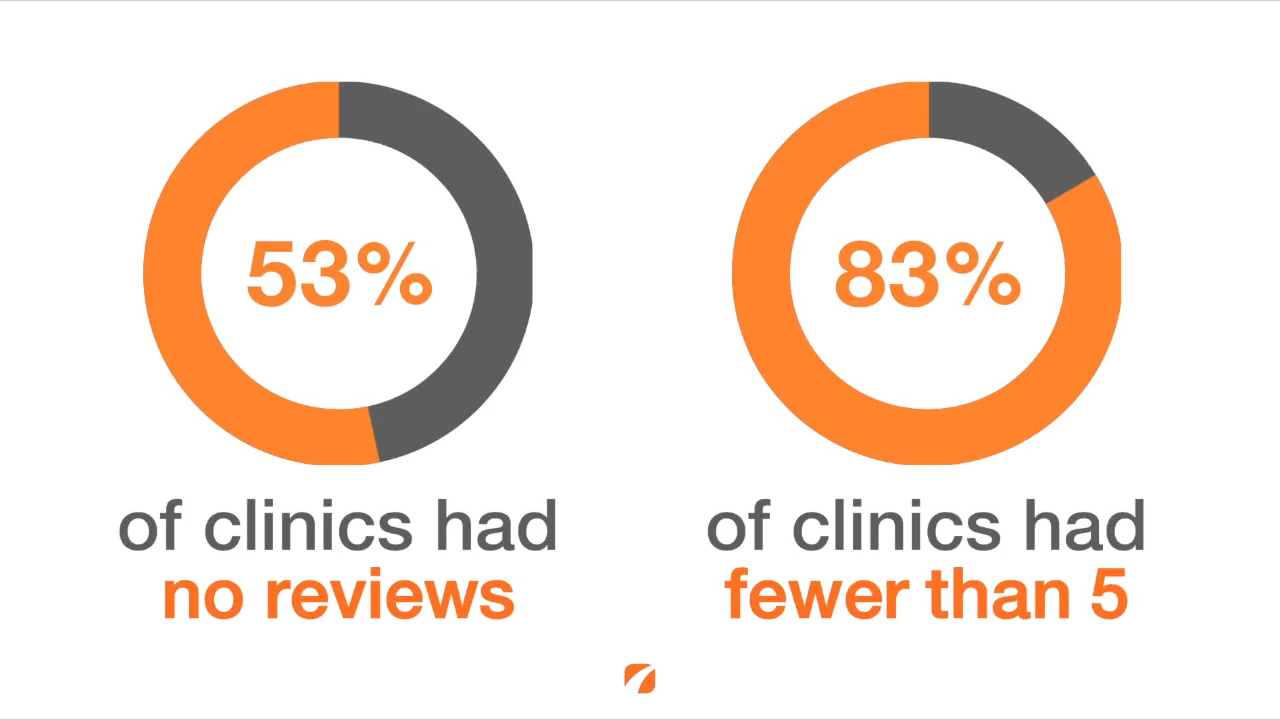 53%
of clinics had
no reviews
83%
of clinics had
fewer than 5